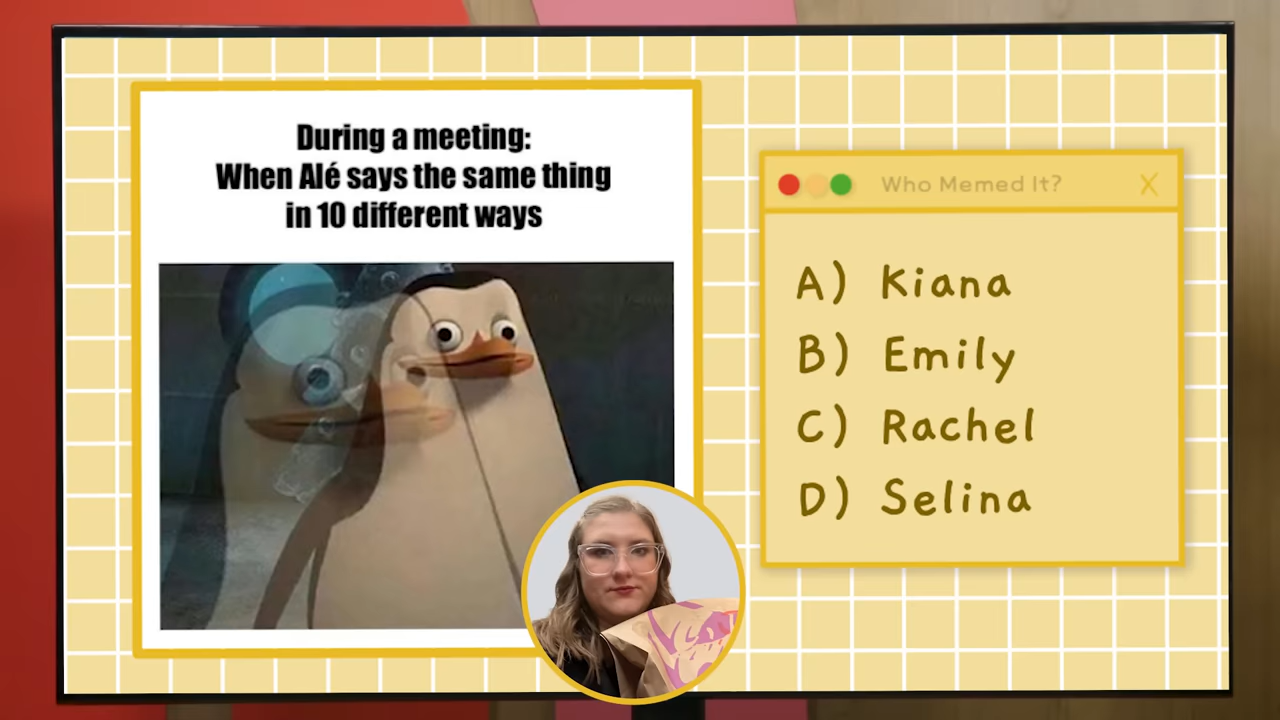 During a meeting:
When Alé says the same thing
in 10 different ways
Who Memed It?
X
A) Kiana
B) Emily
C) Rachel
D) Selina